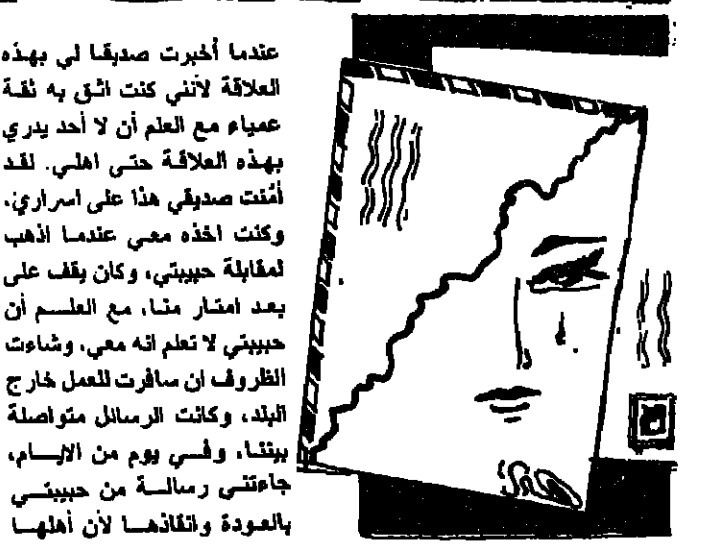 عندما أخبرت صديقا لي بهذه
العلاقة لأنني كنت اثق به ثقة
عمياء مع العلم أن لا أحد يدري
بهذه العلاقة حتى اهلي. لقد
أمنت صديقي هذا على اسراري،
وكنت اخذه معي عندما اذهب
لمقابلة حبيبتي، وكان يقف على
بعد امتار منا، مع العلم أن
حبيبتي لا تعلم انه معي، وشاءت
الظروف ان سافرت للعمل خارج
البلد، وكانت الرسائل متواصلة
بيننا، وفي يوم من الايام،
جاءتني رسالة من حبيبتي
بالعودة وانقاذها لأن أهلها